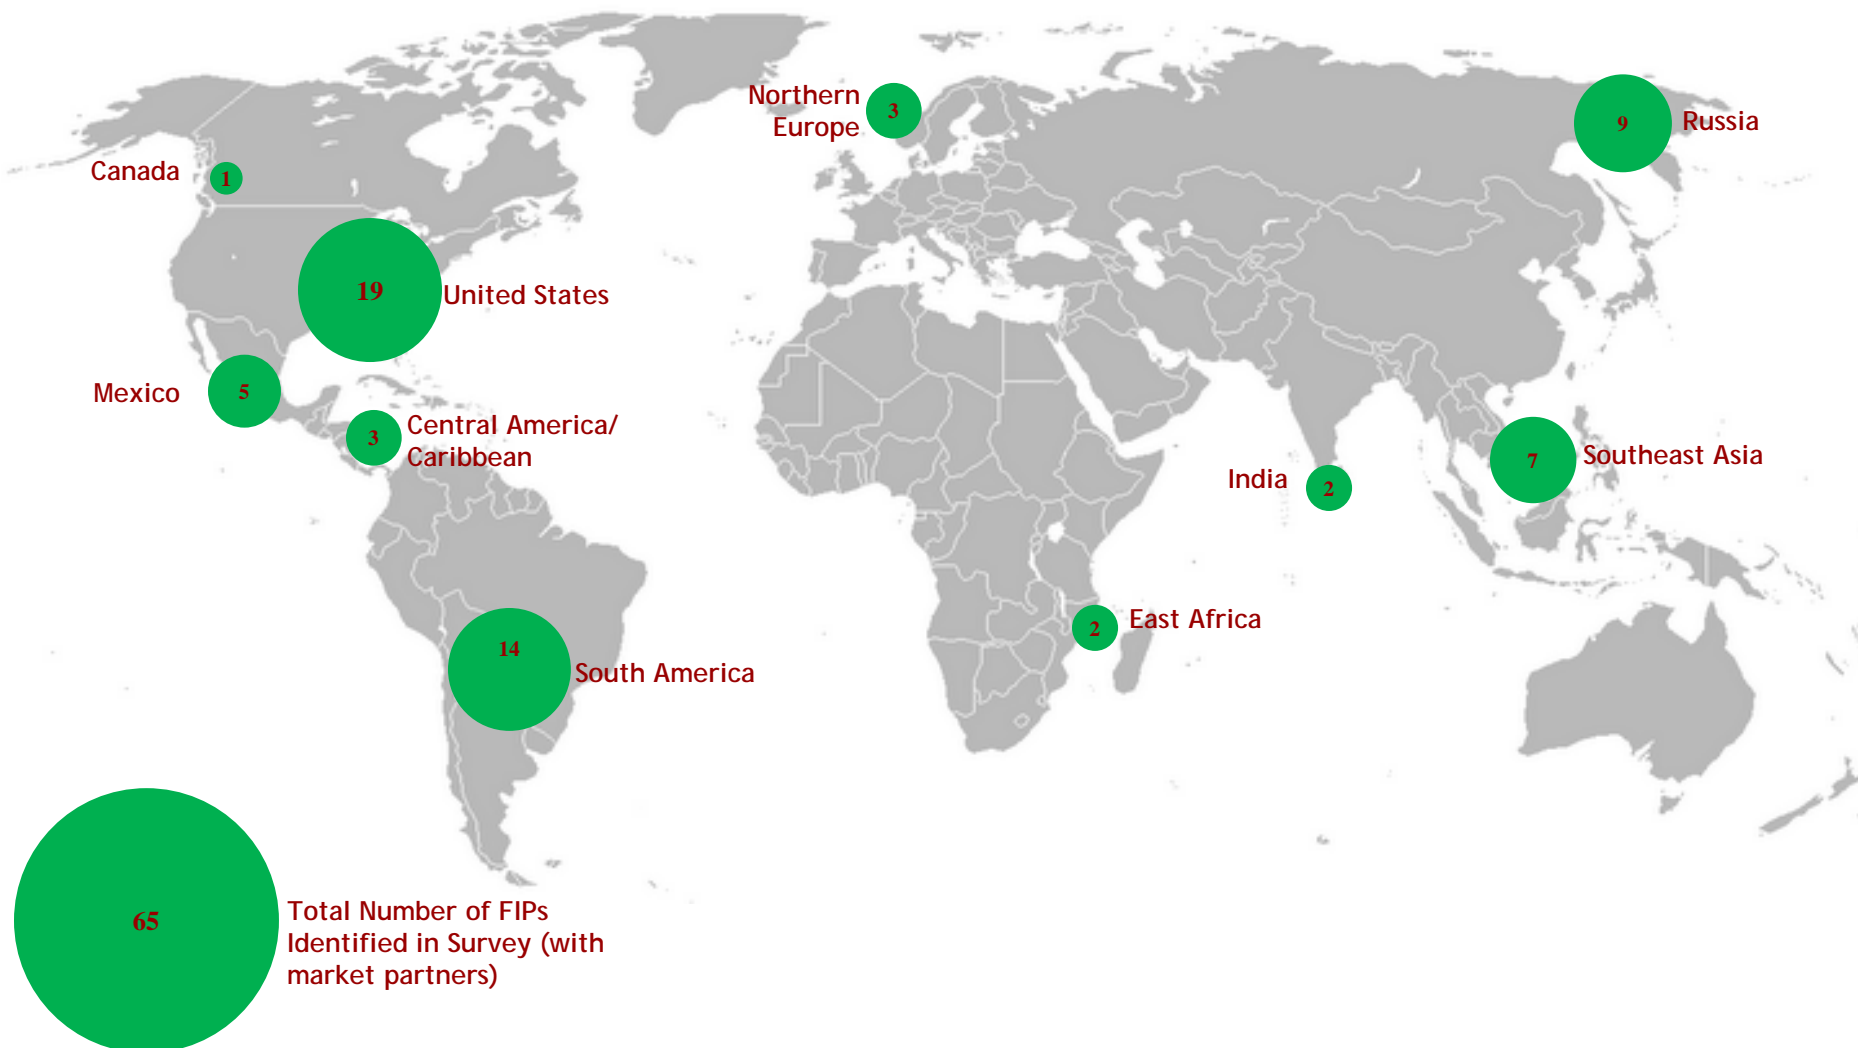 Northern
Europe
3
9
Russia
Canada
1
19
United States
Mexico
5
3
Central America/
Caribbean
India
2
7
Southeast Asia
2
East Africa
14
South America
65
Total Number of FIPs
Identified in Survey (with
market partners)